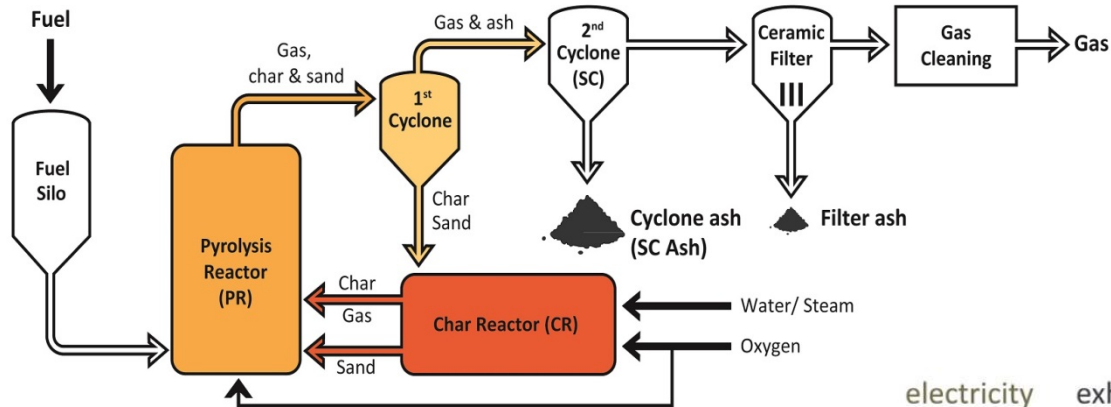 Fuel
Fuel
Silo
Pyrolysis
Reactor
(PR)
Gas,
char & sand
1st
Cyclone
Gas & ash
Char
Sand
2nd
Cyclone
(SC)
Cyclone ash
(SC Ash)
Ceramic
Filter
Filter ash
Gas
Cleaning
Gas
Char
Gas
Sand
Char Reactor (CR)
Water/ Steam
Oxygen
electricity